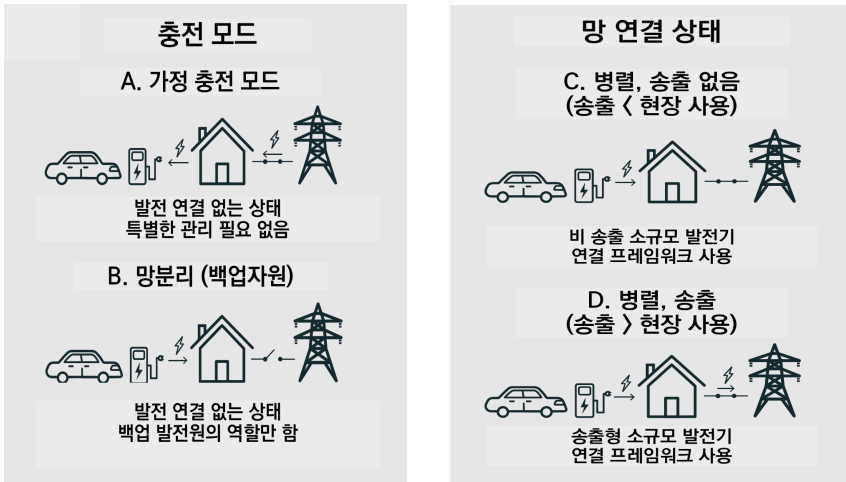 충전 모드
A. 가정 충전 모드
발전 연결 없는 상태
특별한 관리 필요 없음
B. 망분리 (백업자원)
발전 연결 없는 상태
백업 발전원의 역할만 함
망 연결 상태
C. 병렬, 송출 없음
(송출 < 현장 사용)
비 송출 소규모 발전기
연결 프레임워크 사용
D. 병렬, 송출
(송출 > 현장 사용)
송출형 소규모 발전기
연결 프레임워크 사용